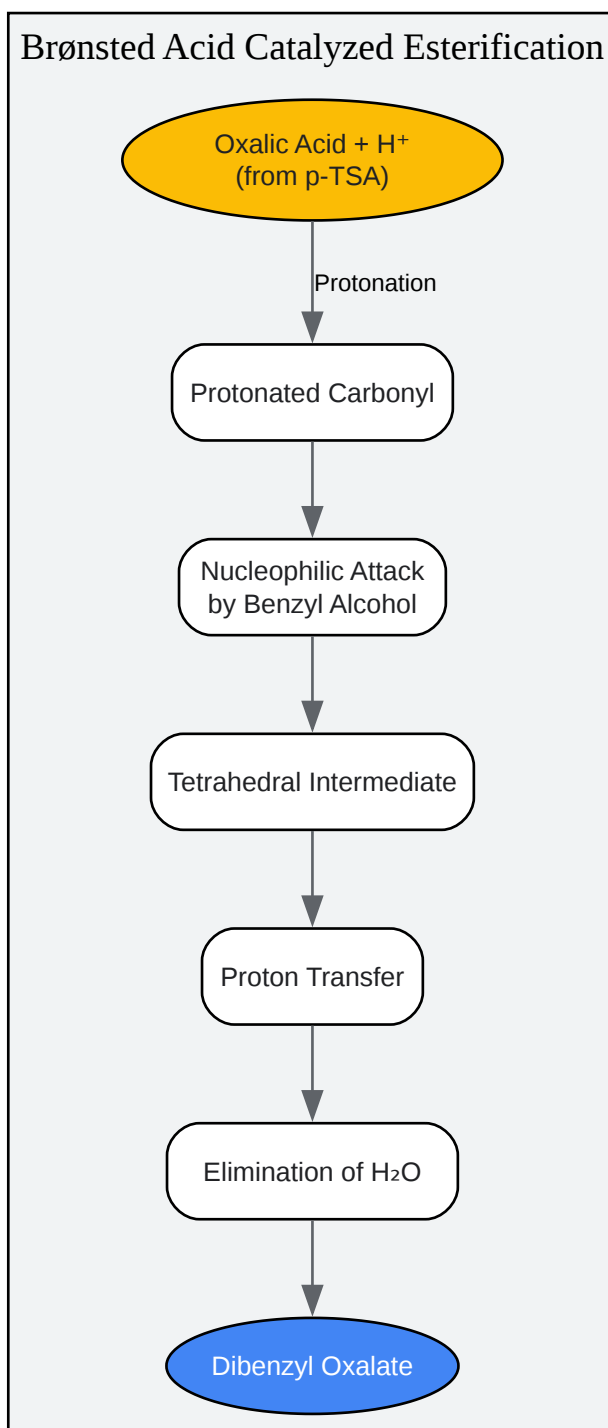 Brønsted Acid Catalyzed Esterification
Oxalic Acid + H⁺
(from p-TSA)
Protonation
Protonated Carbonyl
Nucleophilic Attack
by Benzyl Alcohol
Tetrahedral Intermediate
Proton Transfer
Elimination of H₂O
Dibenzyl Oxalate